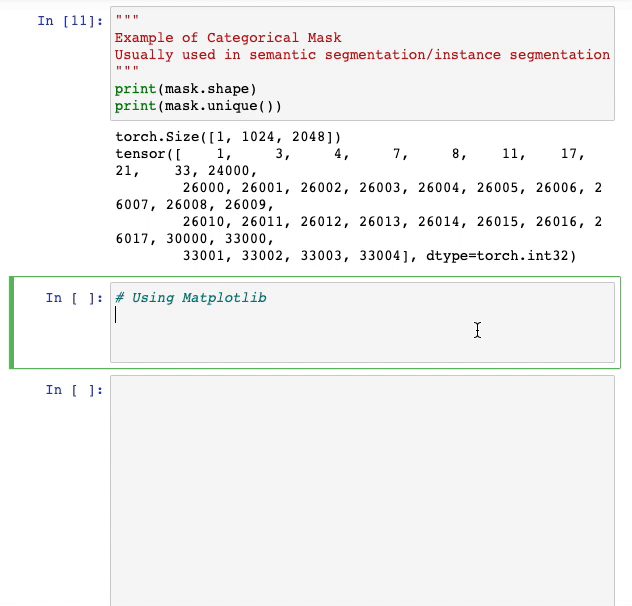 In [11]: """
Example of Categorical Mask
Usually used in semantic segmentation/instance segmentation
"""
print(mask.shape)
print(mask.unique())
torch.Size([1, 1024, 2048])
tensor([    1,     3,     4,     7,     8,    11,    17,
21,    33, 24000,
26000, 26001, 26002, 26003, 26004, 26005, 26006, 2
6007, 26008, 26009,
26010, 26011, 26012, 26013, 26014, 26015, 26016, 2
6017, 30000, 33000,
33001, 33002, 33003, 33004], dtype=torch.int32)
In [ ]: # Using Matplotlib
In [ ]: